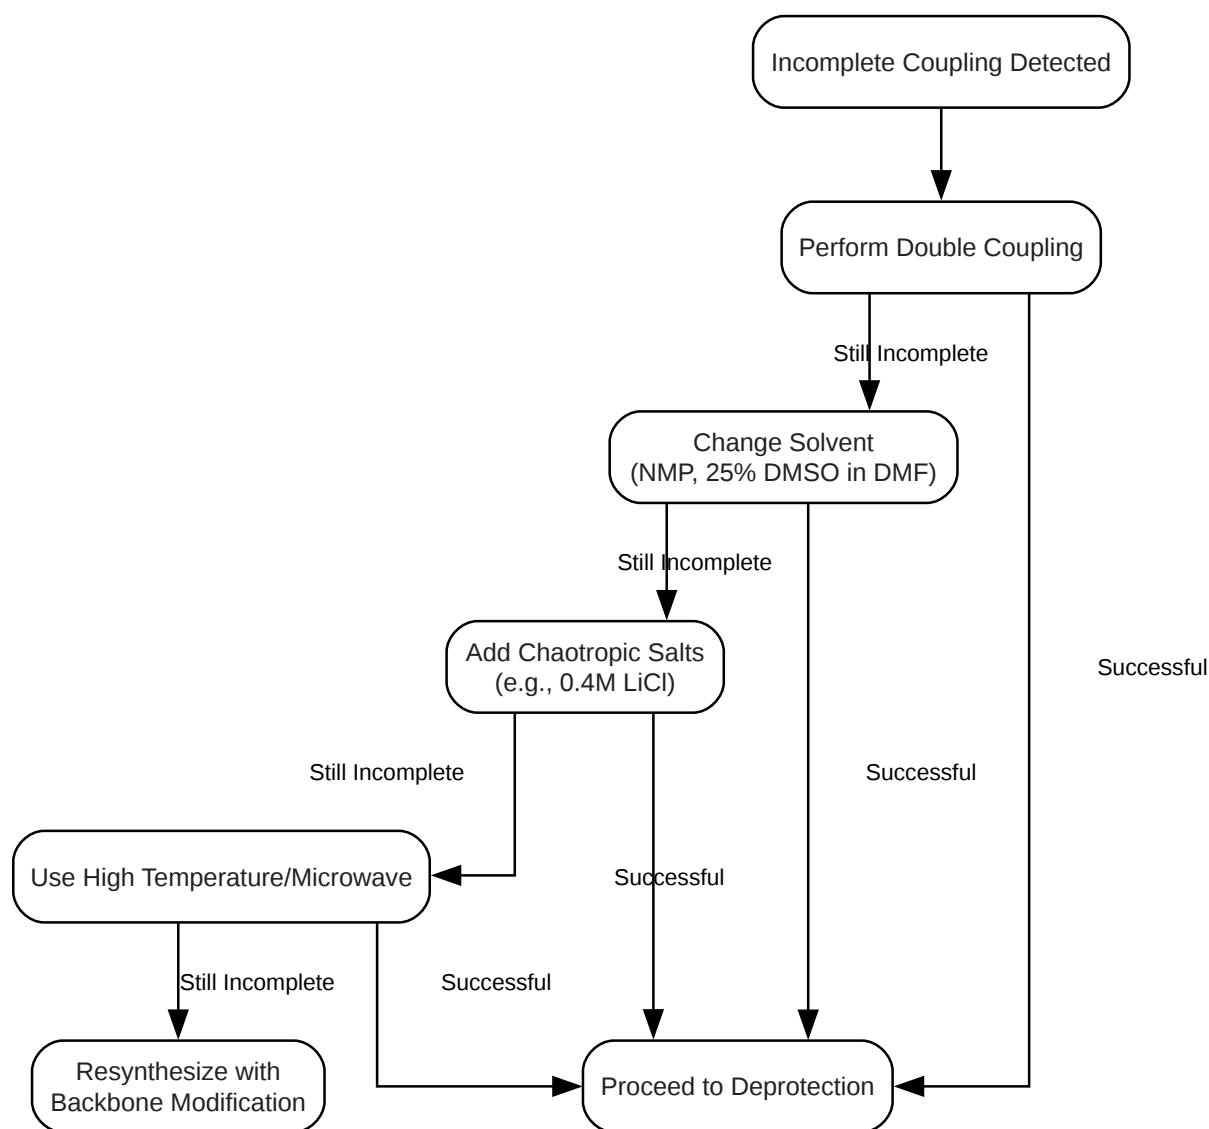 Incomplete Coupling Detected
Perform Double Coupling
Still Incomplete
Change Solvent
(NMP, 25% DMSO in DMF)
Still Incomplete
Add Chaotropic Salts
(e.g., 0.4M LiCl)
Successful
Still Incomplete
Successful
Use High Temperature/Microwave
Successful
Still Incomplete
Successful
Resynthesize with
Backbone Modification
Proceed to Deprotection